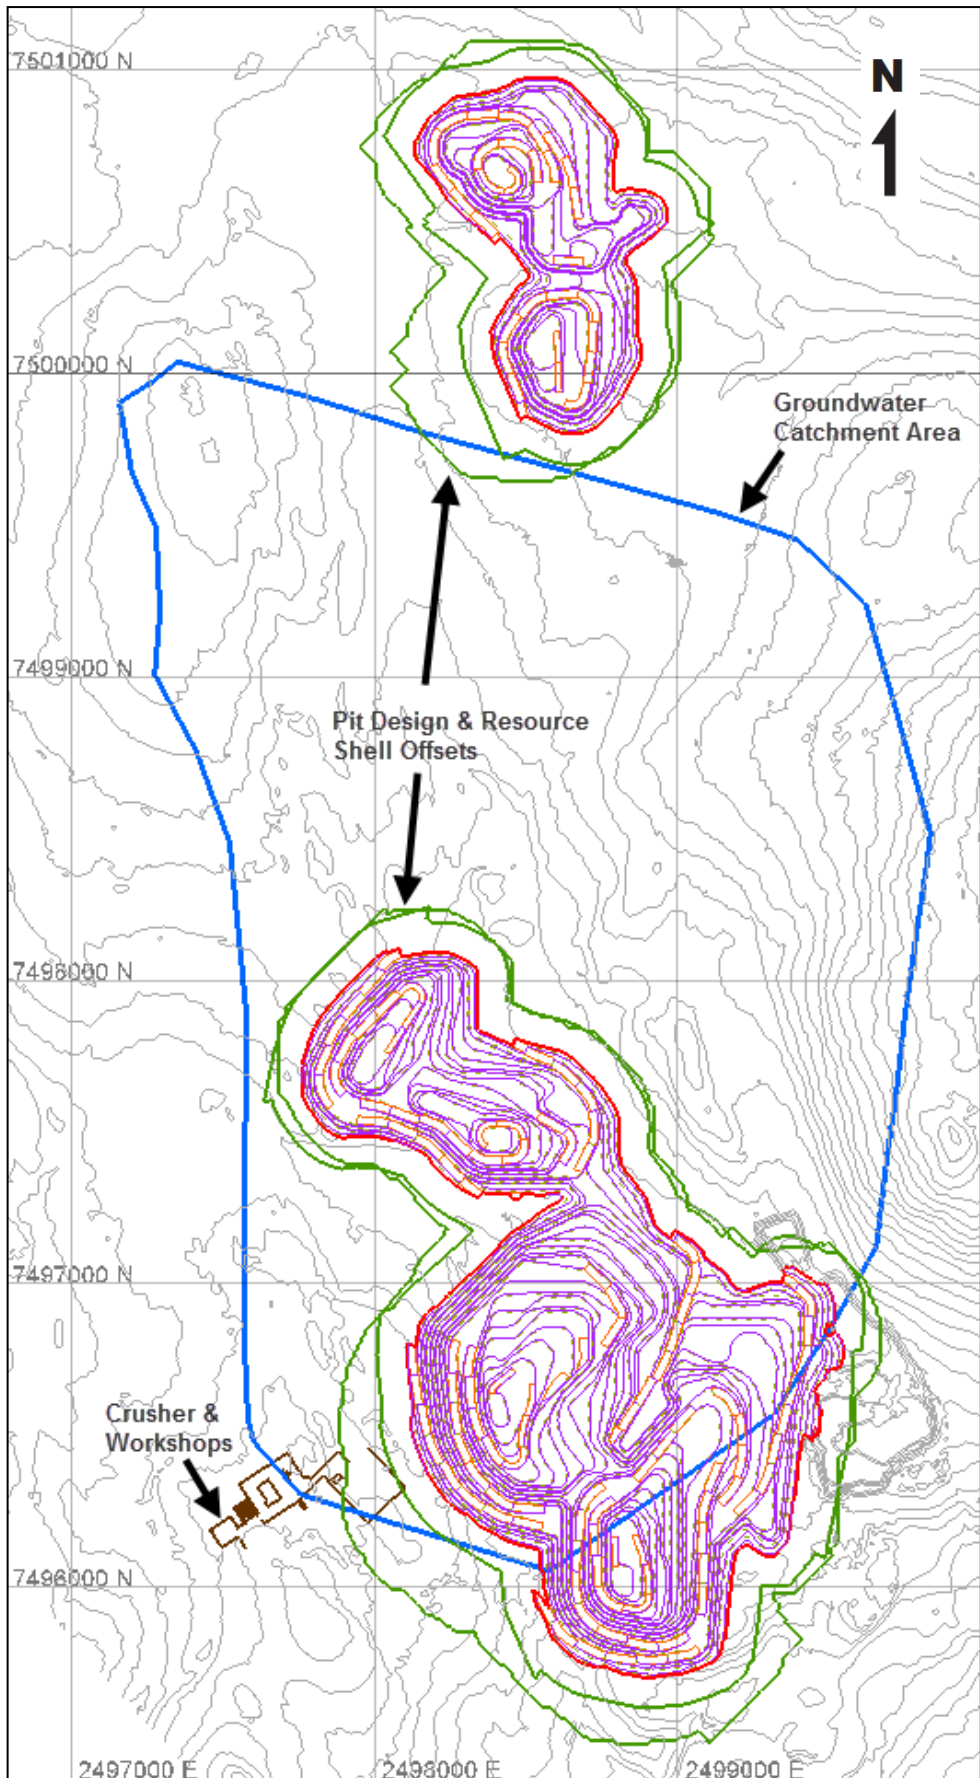 7501000 N
N
7500000 N
Groundwater
Catchment Area
7499000 N
Pit Design & Resource
Shell Offsets
7498000 N
7497000 N
Crusher &
Workshops
7496000 N
2497000 E
2498000 E
2499000 E